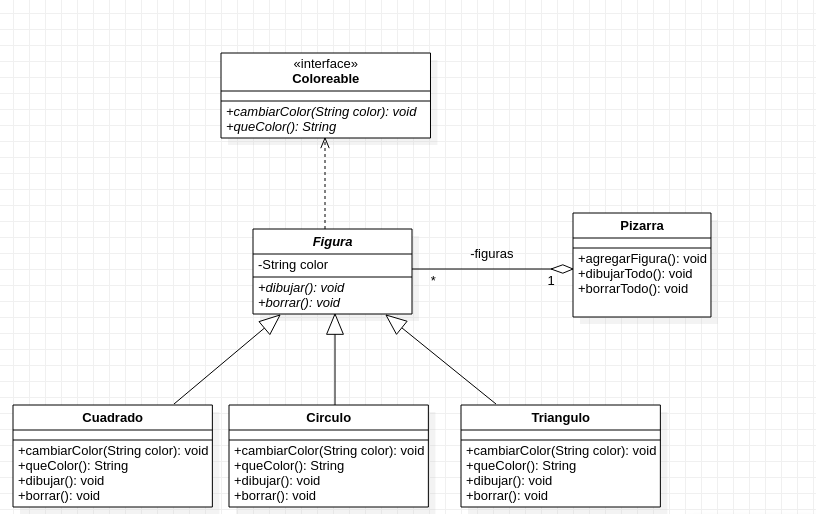 «interface»
Coloreable
+cambiarColor(String color): void
+queColor(): String
Figura
-String color
+dibujar(): void
+borrar(): void
-figuras
*
1
Pizarra
+agregarFigura(): void
+dibujarTodo(): void
+borrarTodo(): void
Cuadrado
+cambiarColor(String color): void
+queColor(): String
+dibujar(): void
+borrar(): void
Circulo
+cambiarColor(String color): void
+queColor(): String
+dibujar(): void
+borrar(): void
Triangulo
+cambiarColor(String color): void
+queColor(): String
+dibujar(): void
+borrar(): void